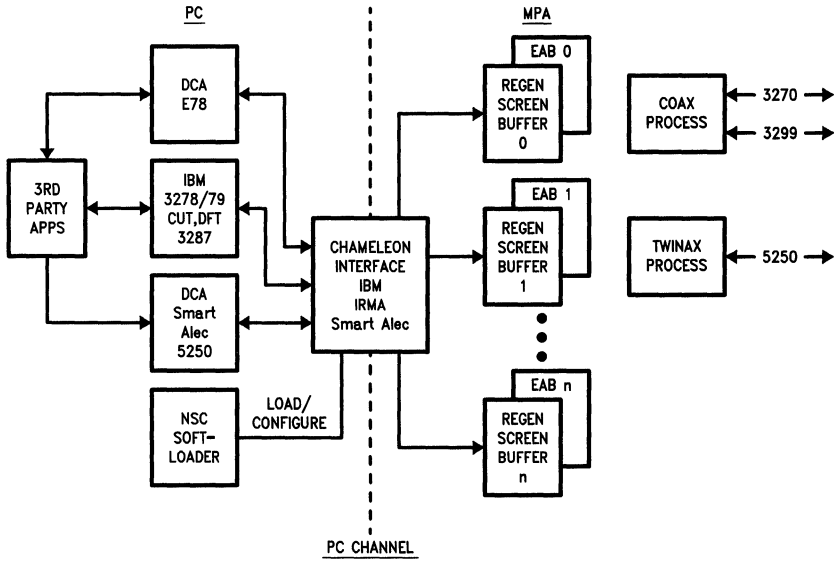 PC
MPA
DCA
E78
EAB 0
REGEN
SCREEN
BUFFER
0
COAX
PROCESS
3270
3299
3RD
PARTY
APPS
IBM
3278/79
CUT,DFT
3287
EAB 1
REGEN
SCREEN
BUFFER
1
TWINAX
PROCESS
5250
CHAMELEON
INTERFACE
IBM
IRMA
Smart Alec
DCA
Smart
Alec
5250
NSC
SOFT-
LOADER
LOAD/
CONFIGURE
EAB n
REGEN
SCREEN
BUFFER
n
PC CHANNEL